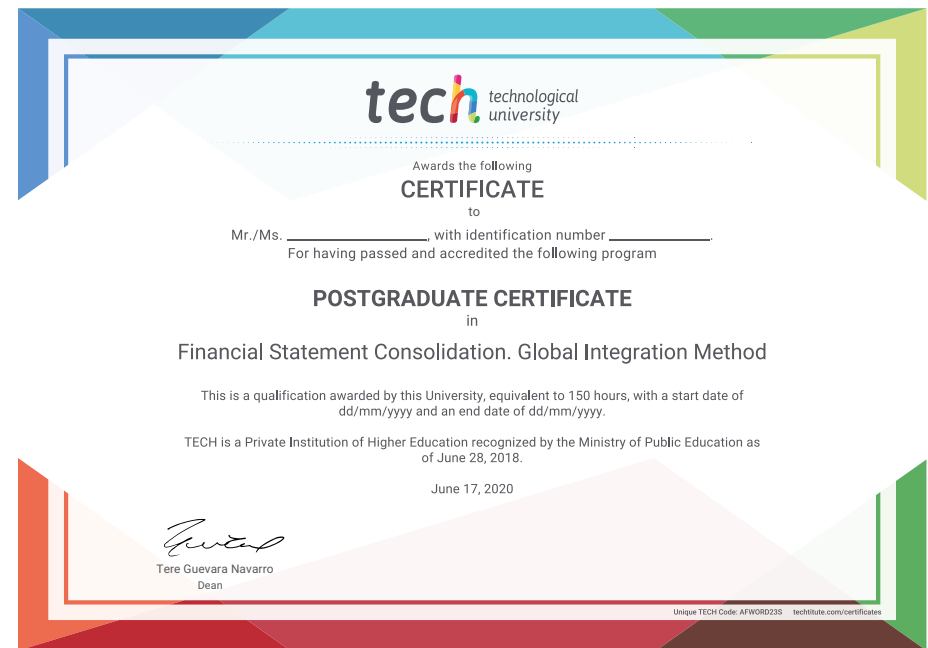 tech technological
university
Awards the following
CERTIFICATE
to
Mr./Ms. ____________________, with identification number ______________.
For having passed and accredited the following program
POSTGRADUATE CERTIFICATE
in
Financial Statement Consolidation. Global Integration Method
This is a qualification awarded by this University, equivalent to 150 hours, with a start date of
dd/mm/yyyy and an end date of dd/mm/yyyy.
TECH is a Private Institution of Higher Education recognized by the Ministry of Public Education as
of June 28, 2018.
June 17, 2020
Tere Guevara Navarro
Dean
Unique TECH Code: AFWORD23S techtitute.com/certificates